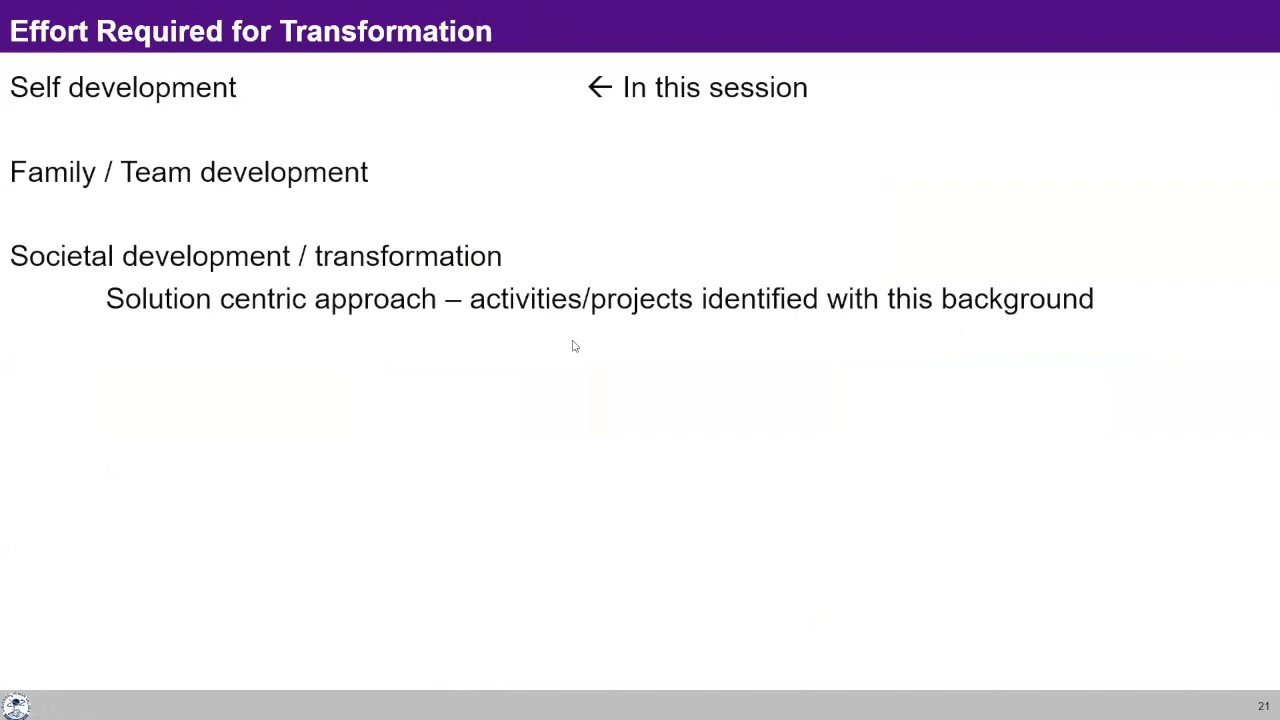 Effort Required for Transformation
Self development ← In this session
Family / Team development
Societal development / transformation
Solution centric approach – activities/projects identified with this background
21